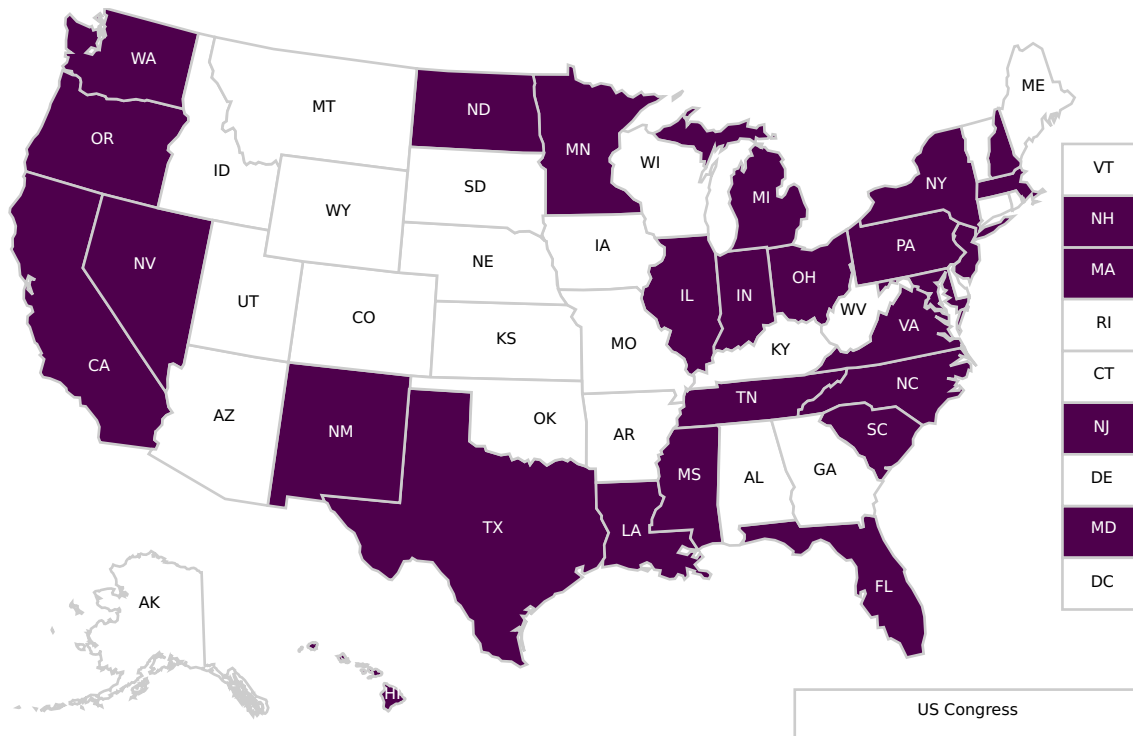 WA
ME
MT
ND
OR
MN
VT
WI
ID
SD
NY
MI
NH
WY
IA
PA
NV
NE
MA
OH
UT
IL
IN
CO
WV
RI
VA
KS
MO
KY
CA
CT
NC
TN
AZ
OK
NM
AR
SC
NJ
GA
MS
AL
DE
TX
LA
MD
DC
FL
AK
HI
US Congress